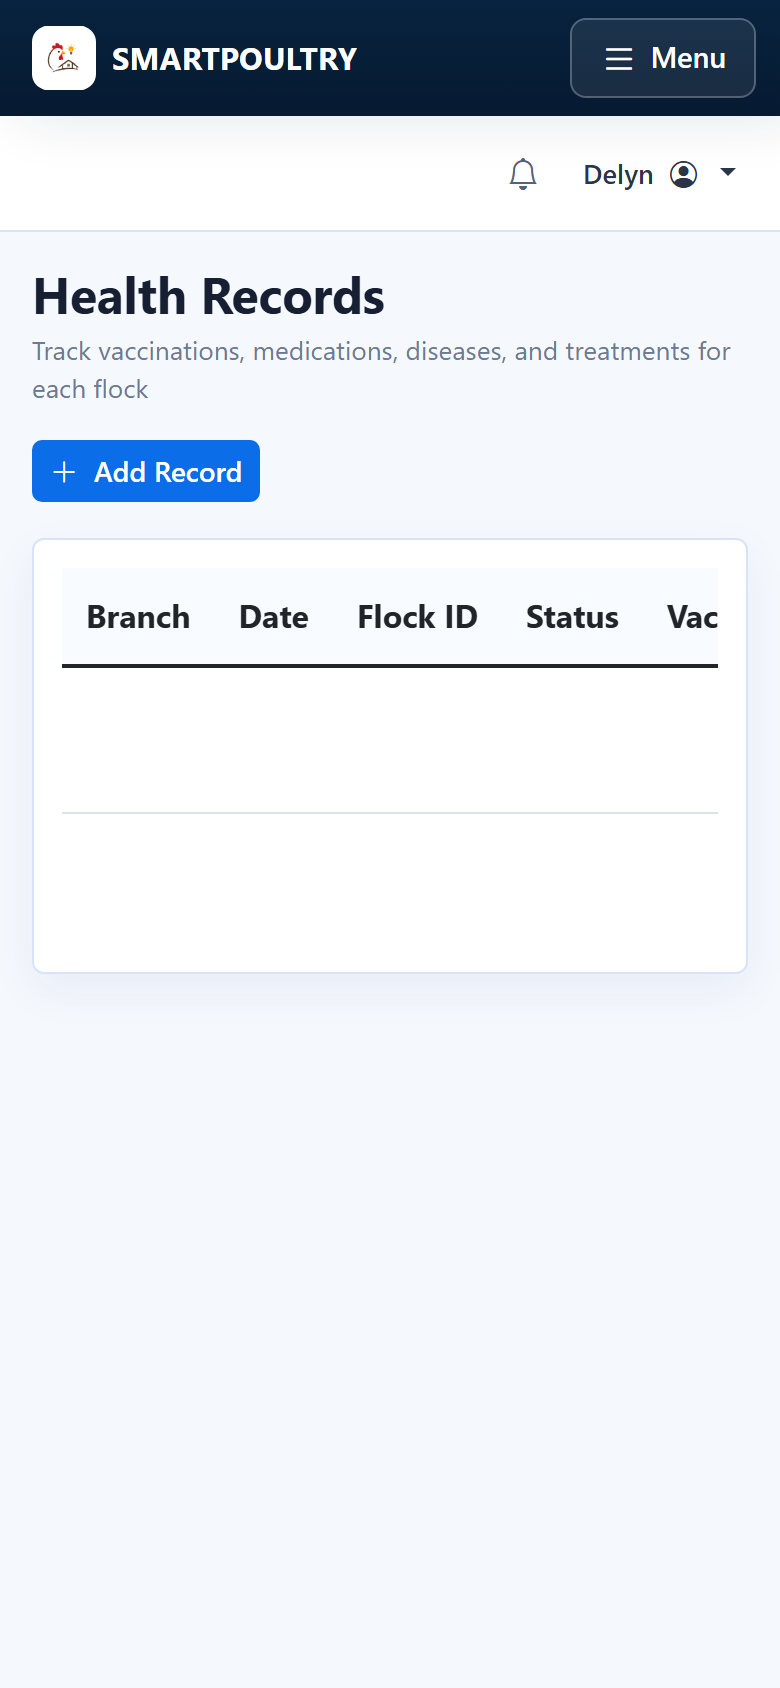 SMARTPOULTRY
Menu
Delyn
Health Records
Track vaccinations, medications, diseases, and treatments for
each flock
Add Record
Branch Date Flock ID Status Vac